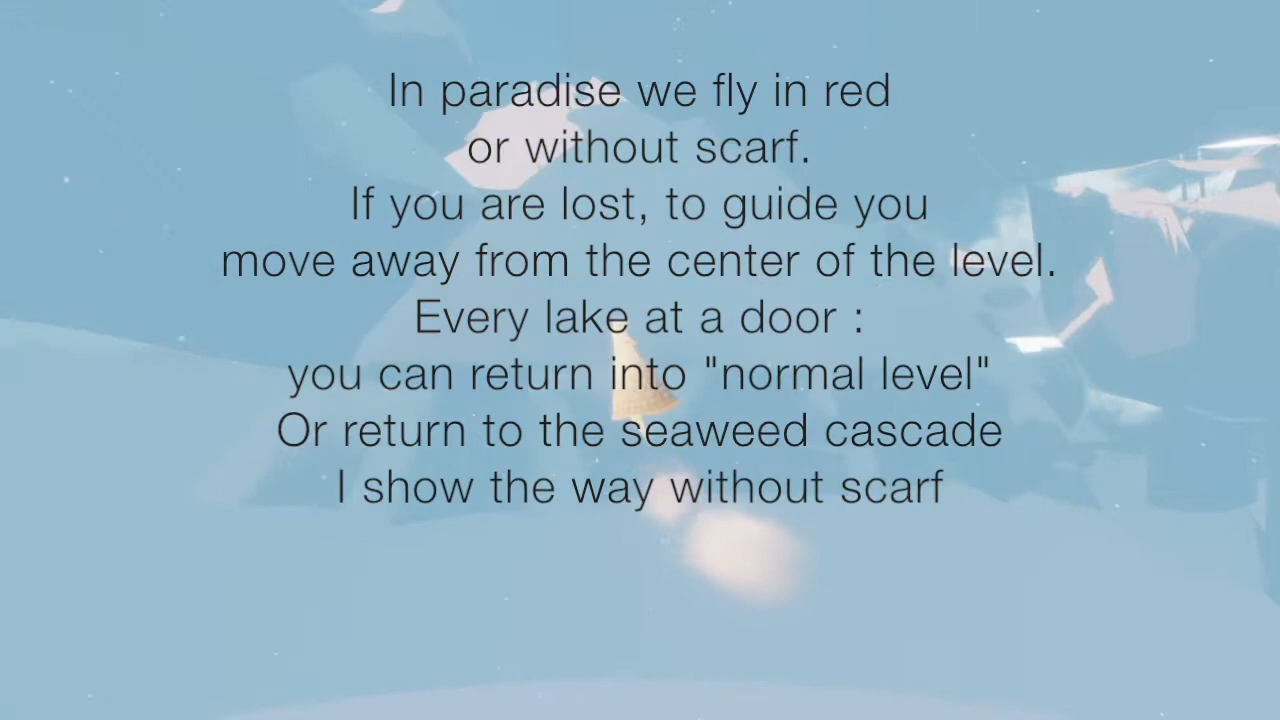 In paradise we fly in red
or without scarf.
If you are lost, to guide you
move away from the center of the level.
Every lake at a door :
you can return into "normal level"
Or return to the seaweed cascade
I show the way without scarf